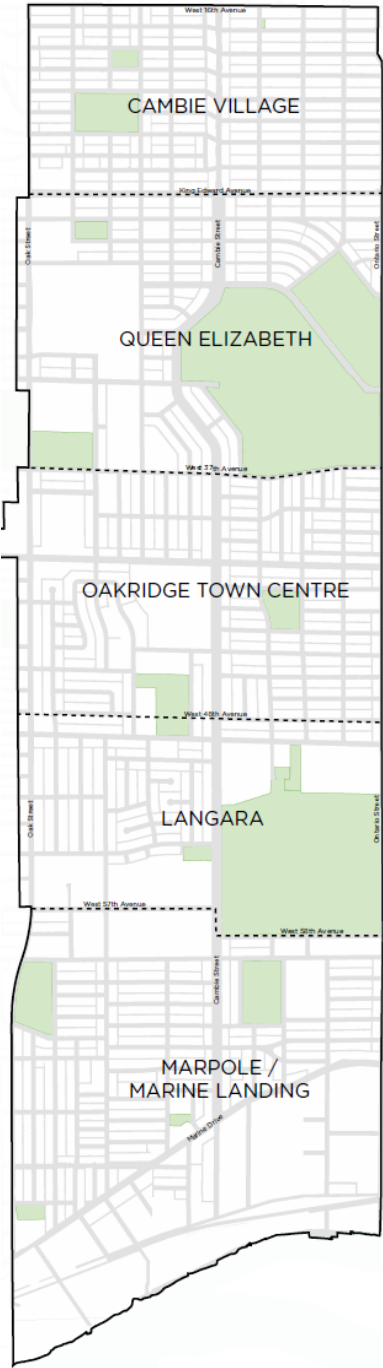 West 16th Avenue
CAMBIE VILLAGE
King Edward Avenue
Oak Street
Cambie Street
Ontario Street
QUEEN ELIZABETH
West 37th Avenue
OAKRIDGE TOWN CENTRE
West 48th Avenue
Oak Street
LANGARA
Ontario Street
West 57th Avenue
West 58th Avenue
Cambie Street
MARPOLE /
MARINE LANDING
Marine Drive